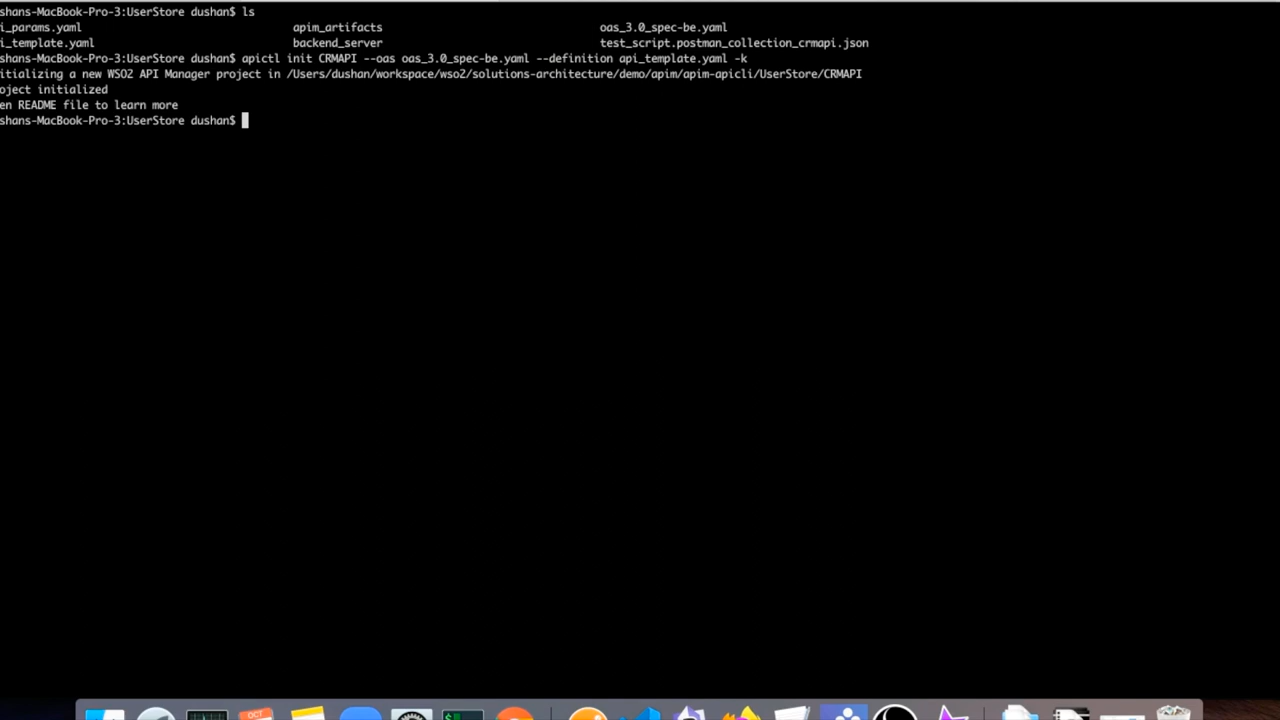 shans-MacBook-Pro-3:UserStore dushan$ ls
i_params.yaml apim_artifacts oas_3.0_spec-be.yaml
i_template.yaml backend_server test_script.postman_collection_crmapi.json
shans-MacBook-Pro-3:UserStore dushan$ apictl init CRMAPI --oas oas_3.0_spec-be.yaml --definition api_template.yaml -k
itializing a new WSO2 API Manager project in /Users/dushan/workspace/wso2/solutions-architecture/demo/apim/apim-apicli/UserStore/CRMAPI
oject initialized
en README file to learn more
shans-MacBook-Pro-3:UserStore dushan$
OCT